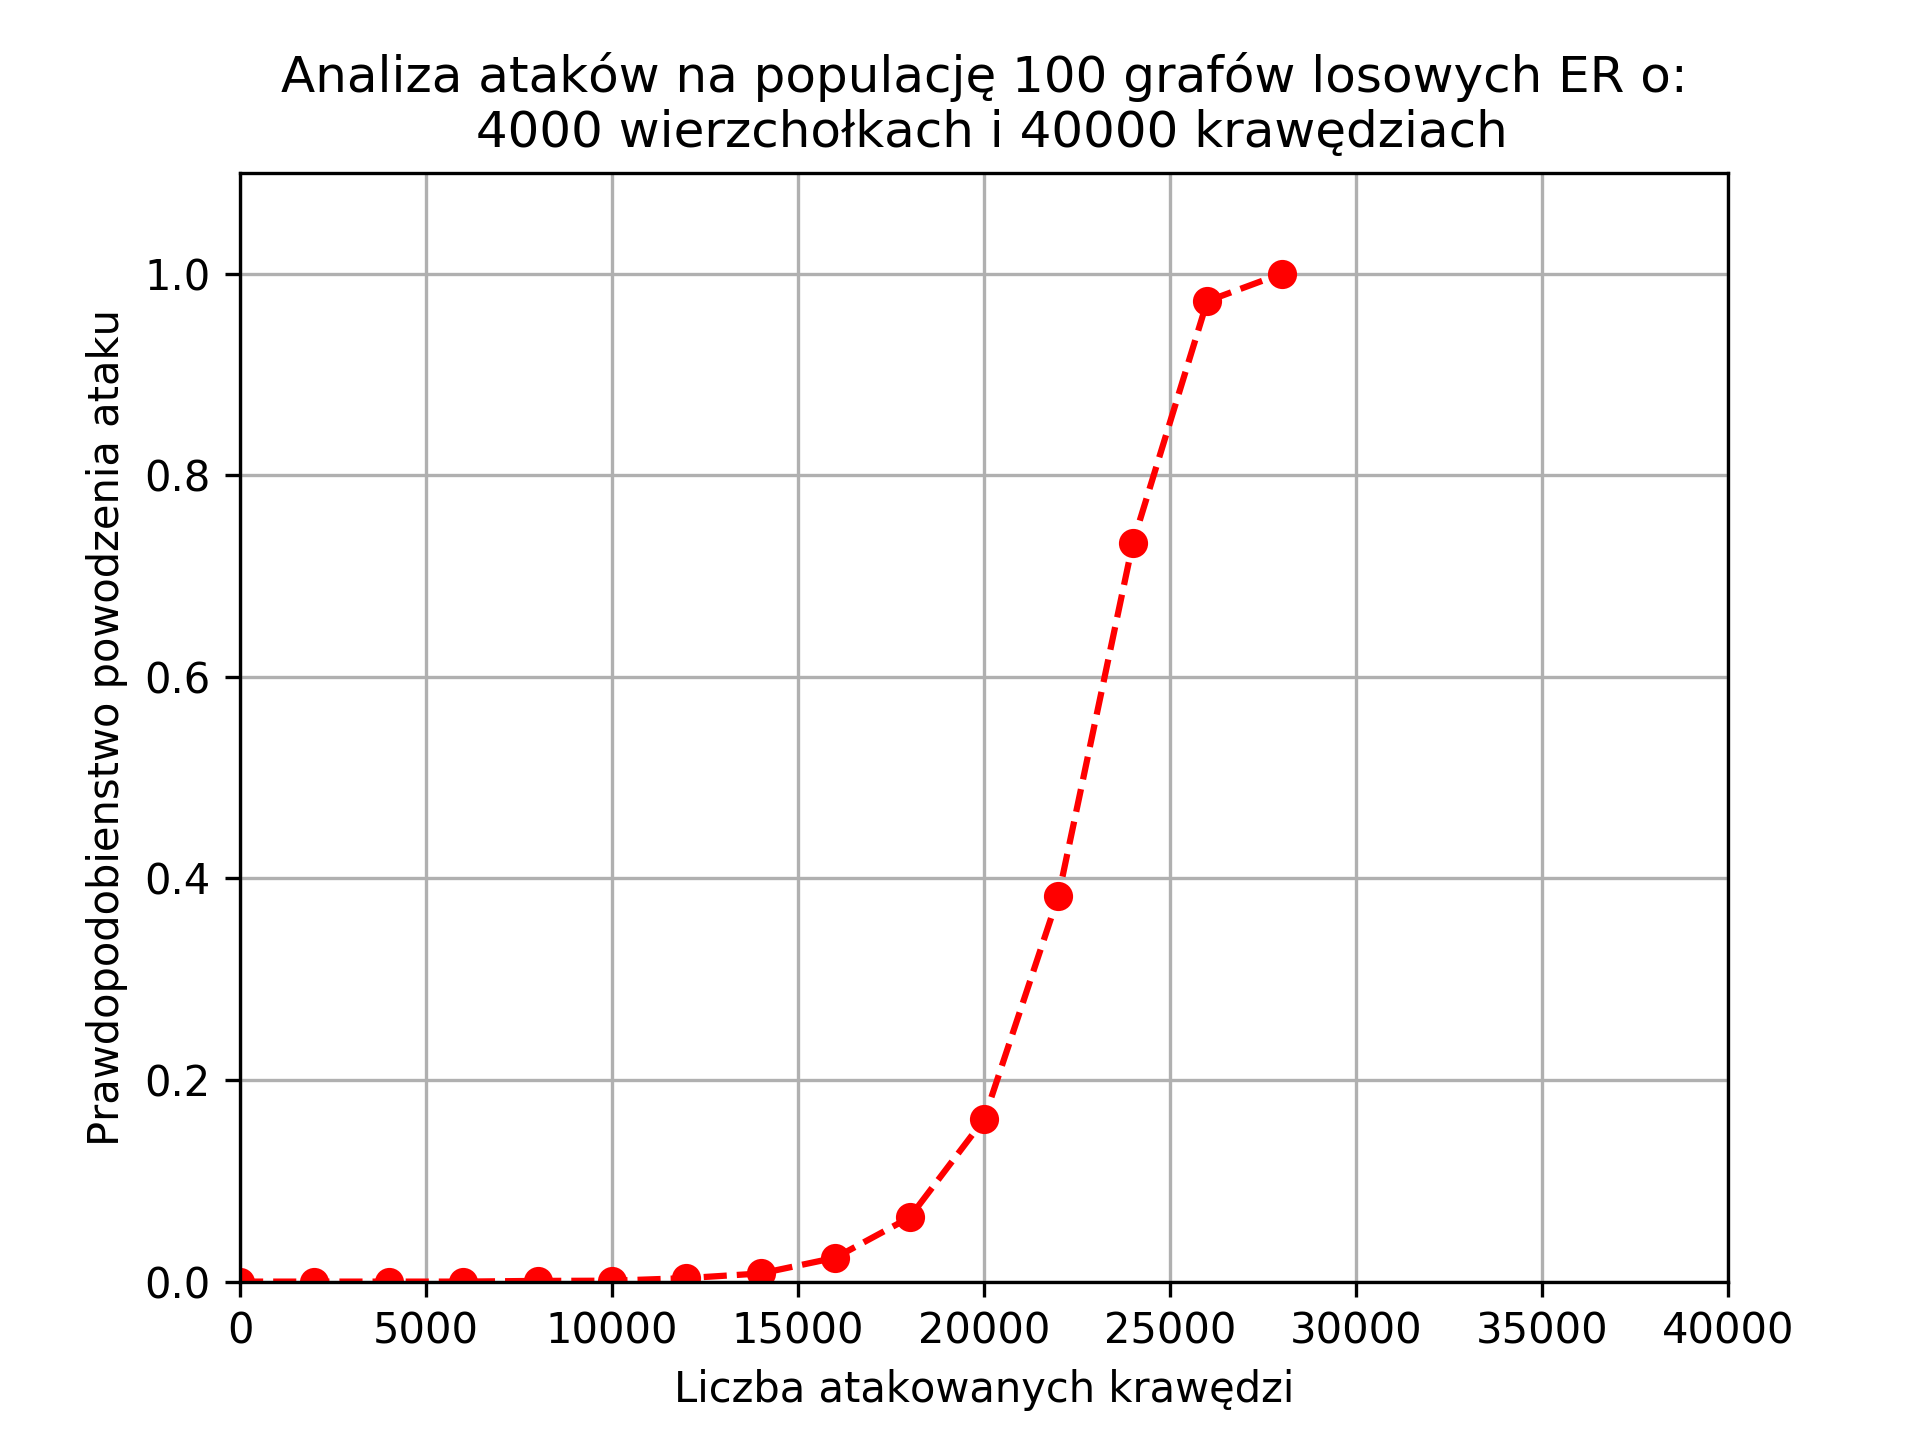 Analiza ataków na populację 100 grafów losowych ER o:
4000 wierzchołkach i 40000 krawędziach
Prawdopodobienstwo powodzenia ataku
1.0
0.8
0.6
0.4
0.2
0.0
0 5000 10000 15000 20000 25000 30000 35000 40000
Liczba atakowanych krawędzi